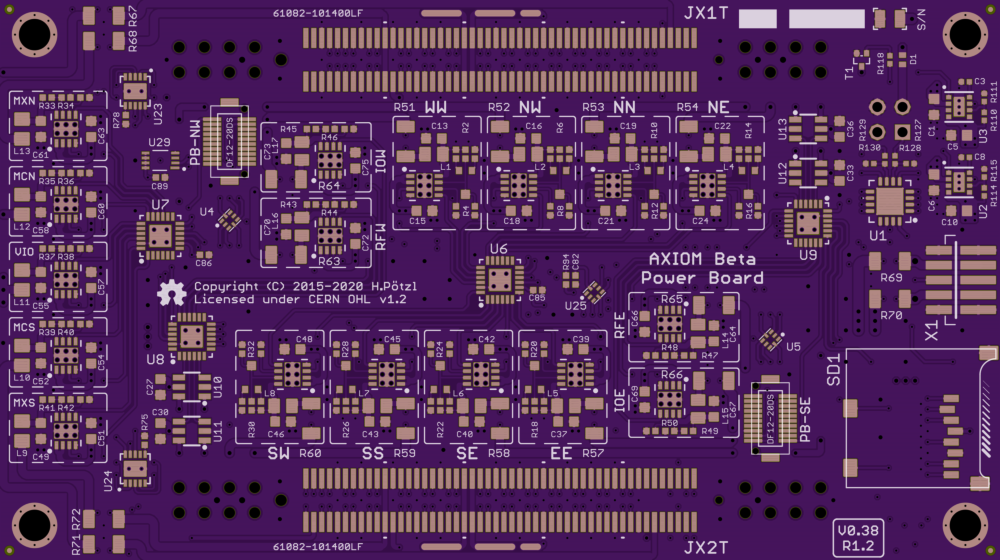 R67
R68
61082-101400LF
JX1T
S/N
T1
R118
D1
U23
R78
MXN
R33 R34
L13
C61
C63
PB-NW
DF12-20DS
U29
C89
R45
R46
C73
L17
C75
R64
IOW
R43
R44
C70
L16
C72
R63
RFW
R51
WW
C13
R2
L1
C15
R4
R52
NW
C16
R6
L2
C18
R8
R53
NN
C19
R10
L3
C21
R12
R54
NE
C22
R14
L4
C24
R16
U13
C36
U12
C33
R129
R130
R127
R128
C3
R111
C1
U3
R110
C5
C8
R115
C6
U2
R114
C10
U1
MCN
R35 R36
L12
C58
C60
U7
U4
C86
VIO
R37 R38
L11
C55
C57
U6
C85
R94
C82
U25
AXIOM Beta
Power Board
U9
R69
R70
X1
Copyright (C) 2015-2020 H.Pötzl
Licensed under CERN OHL v1.2
MCS
R39 R40
L10
C52
C54
U8
C27
U10
C30
U11
R75
MXS
R41 R42
L9
C49
C51
U24
R32
C48
L8
R30
C46
SW
R60
R28
C45
L7
R26
C43
SS
R59
R24
C42
L6
R22
C40
SE
R58
R20
C39
L5
R18
C37
EE
R57
RFE
R65
C66
L14
C64
R48
R47
IOE
R66
C69
L15
C67
R50
R49
U5
DF12-20DS
PB-SE
SD1
R72
R71
61082-101400LF
JX2T
V0.38
R1.2